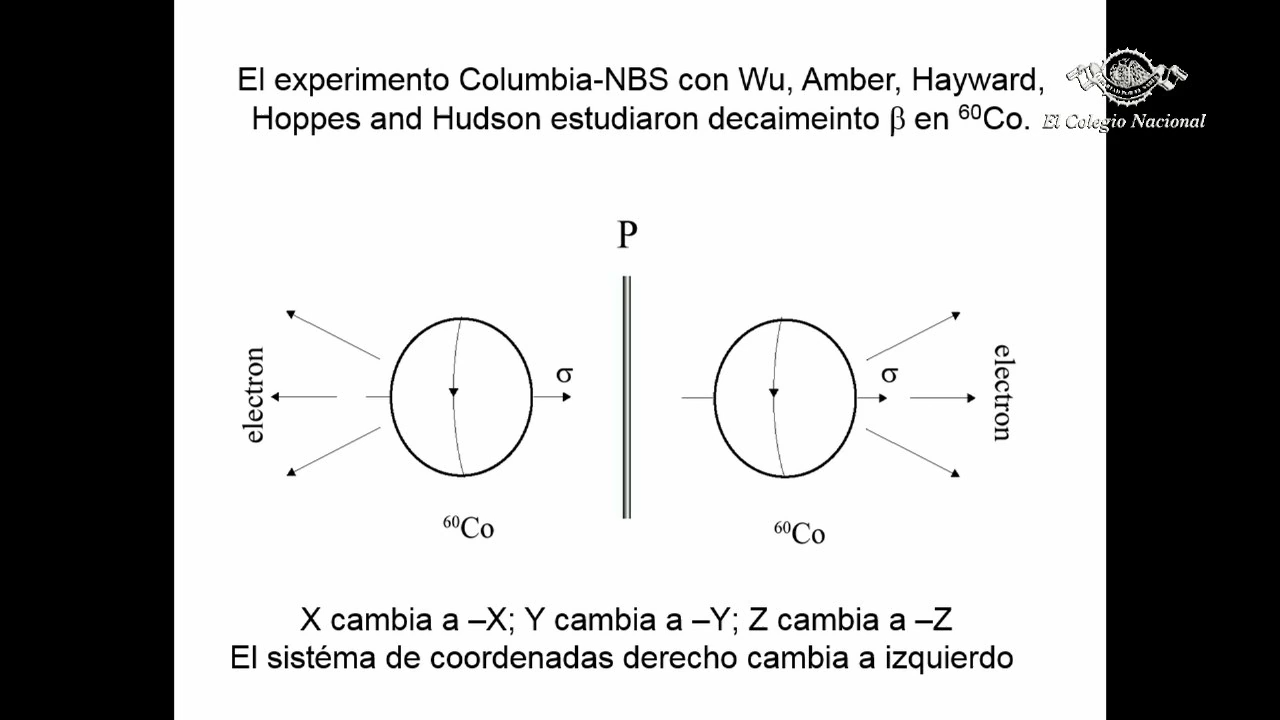 El experimento Columbia-NBS con Wu, Amber, Hayward,
Hoppes and Hudson estudiaron decaimeinto β en ⁶⁰Co.
El Colegio Nacional
P
electron
σ
σ
electron
⁶⁰Co
⁶⁰Co
X cambia a –X; Y cambia a –Y; Z cambia a –Z
El sistéma de coordenadas derecho cambia a izquierdo